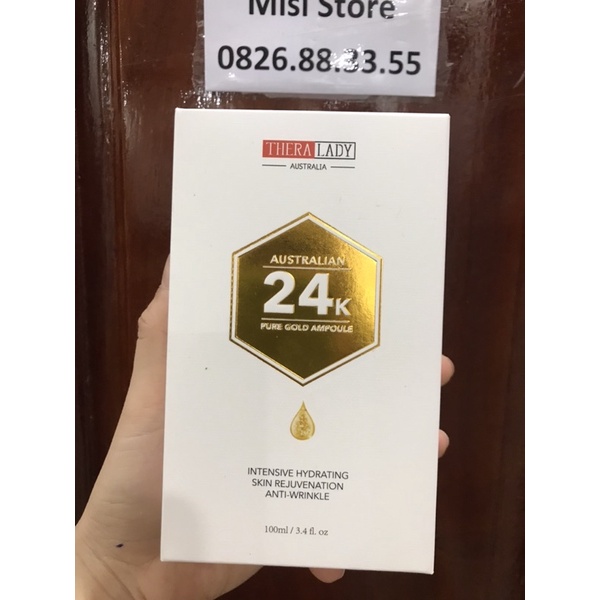 Misi Store
0826.88.33.55
THERA LADY
AUSTRALIA
AUSTRALIAN
24K
PURE GOLD AMPOULE
INTENSIVE HYDRATING
SKIN REJUVENATION
ANTI-WRINKLE
100ml / 3.4 fl. oz